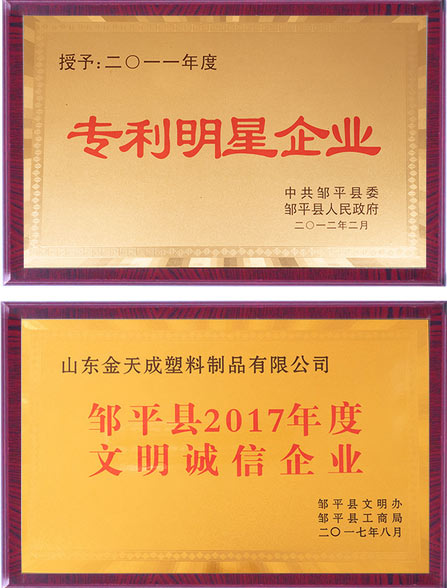 授予：二〇一一年度
专利明星企业
中共邹平县委
邹平县人民政府
二〇一二年二月
山东金天成塑料制品有限公司
邹平县2017年度
文明诚信企业
邹平县文明办
邹平县工商局
二〇一七年八月